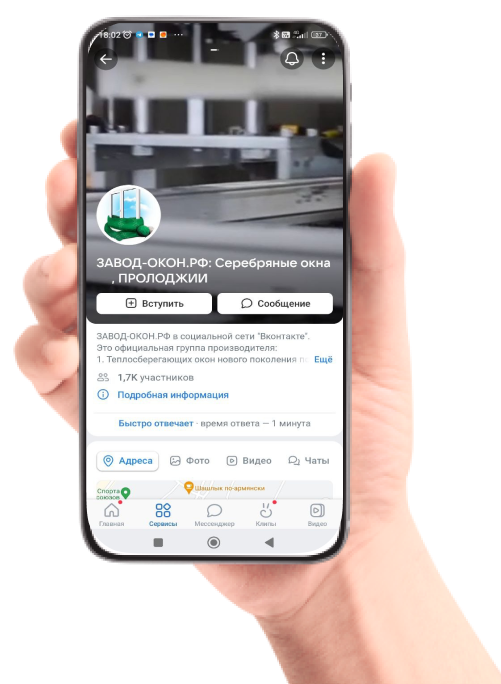 18:02
57
ЗАВОД-ОКОН.РФ: Серебряные окна
, ПРОЛОДЖИИ
Вступить
Сообщение
ЗАВОД-ОКОН.РФ в социальной сети "Вконтакте".
Это официальная группа производителя:
1. Теплосберегающих окон нового поколения п Ещё
1,7K участников
Подробная информация
Быстро отвечает · время ответа — 1 минута
Адреса
Фото
Видео
Чаты
Шашлык по-армянски
Спорта
союзов
Главная
Сервисы
Мессенджер
Клипы
Видео